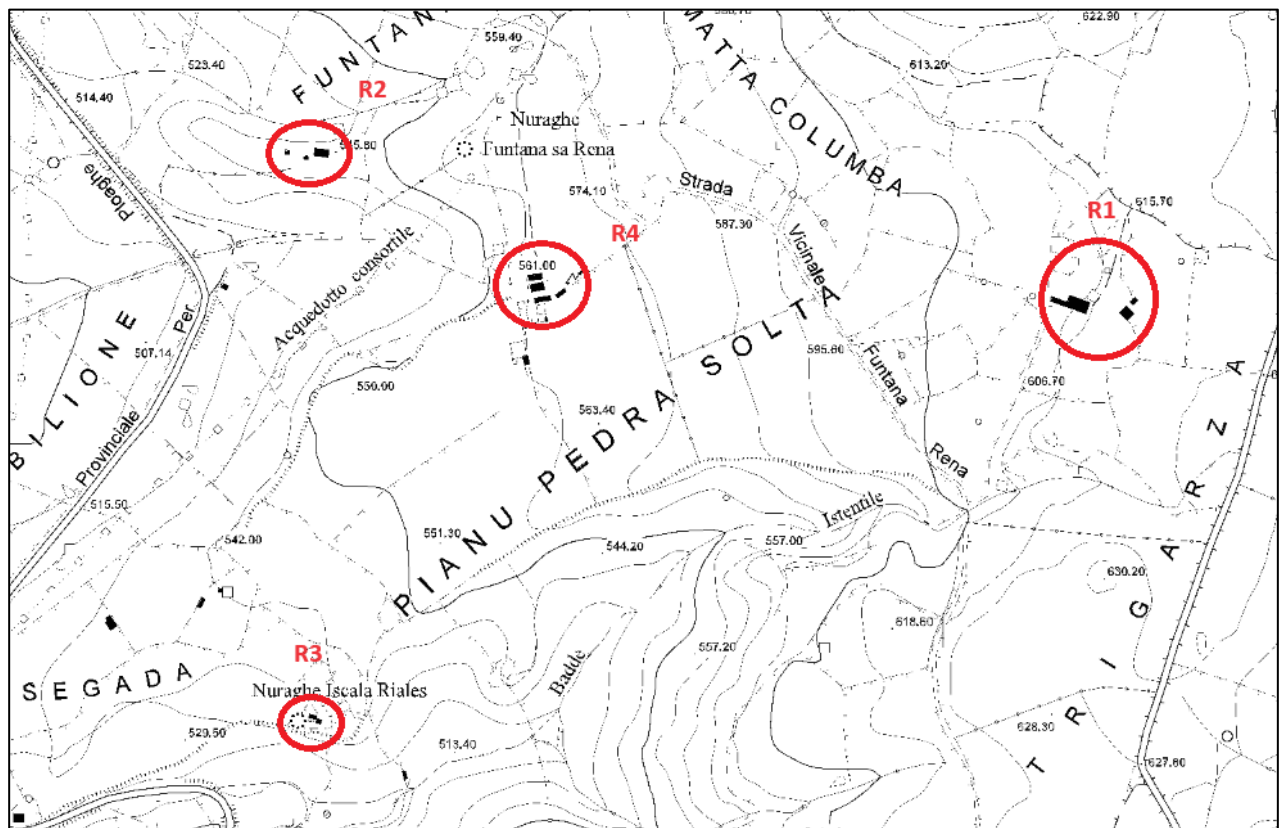 622.90
FUNTAN
559.40
MATTA COLUMBA
523.40
613.20
514.40
R2
Nuraghe
Funtana sa Rena
545.80
574.10
Strada
615.70
R1
Ploaghe
587.30
R4
Vicinale
Acquedotto consortile
561.00
Per
507.14
BILIONE
550.00
595.60
Funtana
606.70
563.40
PIANU PEDRA SOLTA
Provinciale
Rena
515.50
Istentile
551.30
542.00
544.20
557.00
630.20
618.60
557.20
R3
Badde
SEGADA
Nuraghe Iscala Riales
TRIGARZA
529.50
513.40
628.30
627.80